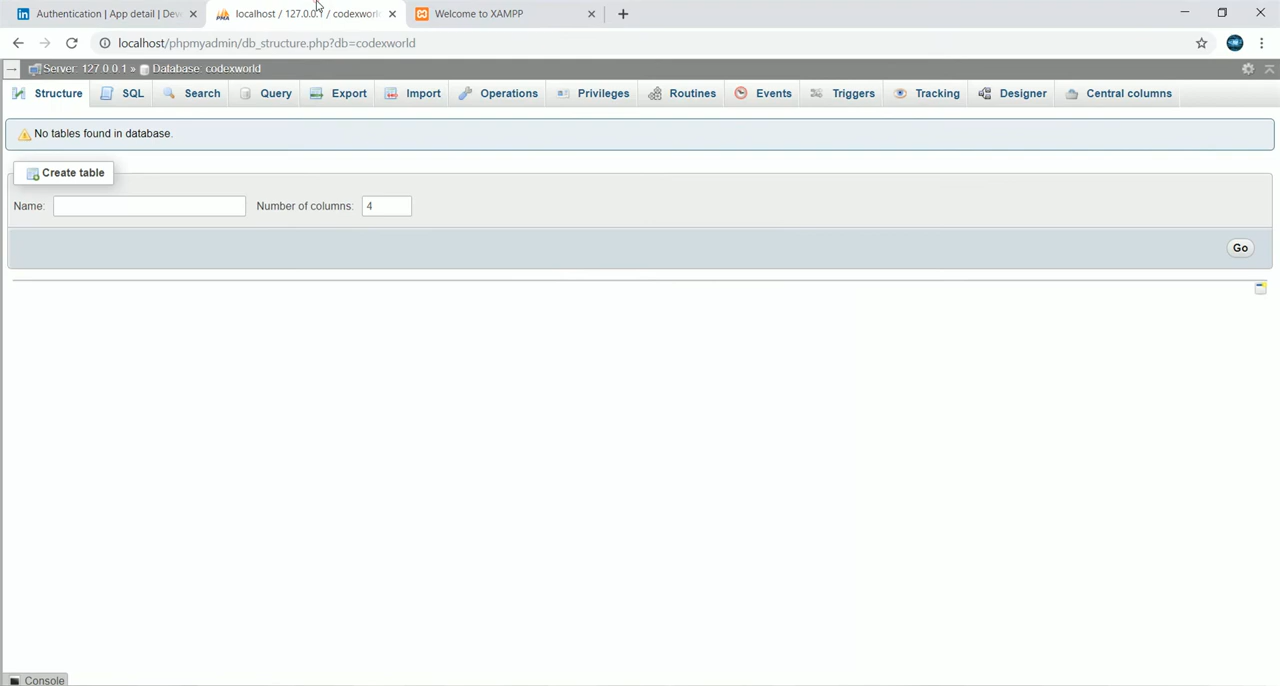 Authentication | App detail | Dev
localhost / 127.0.0.1 / codexworl
Welcome to XAMPP
localhost/phpmyadmin/db_structure.php?db=codexworld
Server: 127.0.0.1 » Database: codexworld
Structure SQL Search Query Export Import Operations Privileges Routines Events Triggers Tracking Designer Central columns
No tables found in database.
Create table
Name: Number of columns: 4
Go
Console